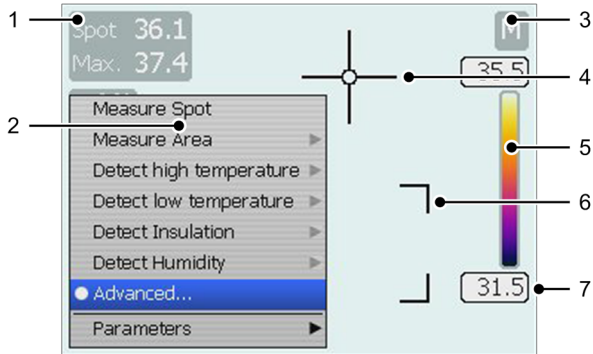 1
3
Spot 36.1
M
Max. 37.4
35.5
4
Measure Spot
2
Measure Area
5
Detect high temperature
Detect low temperature
6
Detect Insulation
Detect Humidity
Advanced...
31.5
7
Parameters